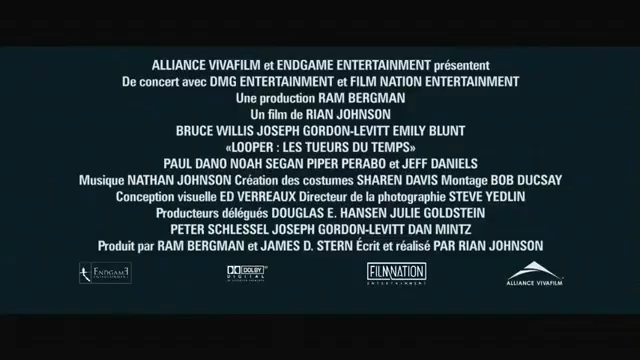 ALLIANCE VIVAFILM et ENDGAME ENTERTAINMENT présentent
De concert avec DMG ENTERTAINMENT et FILM NATION ENTERTAINMENT
Une production RAM BERGMAN
Un film de RIAN JOHNSON
BRUCE WILLIS JOSEPH GORDON-LEVITT EMILY BLUNT
«LOOPER : LES TUEURS DU TEMPS»
PAUL DANO NOAH SEGAN PIPER PERABO et JEFF DANIELS
Musique NATHAN JOHNSON Création des costumes SHAREN DAVIS Montage BOB DUCSAY
Conception visuelle ED VERREAUX Directeur de la photographie STEVE YEDLIN
Producteurs délégués DOUGLAS E. HANSEN JULIE GOLDSTEIN
PETER SCHLESSEL JOSEPH GORDON-LEVITT DAN MINTZ
Produit par RAM BERGMAN et JAMES D. STERN Écrit et réalisé PAR RIAN JOHNSON
ENDGAME ENTERTAINMENT
DOLBY DIGITAL
FILMNATION ENTERTAINMENT
ALLIANCE VIVAFILM